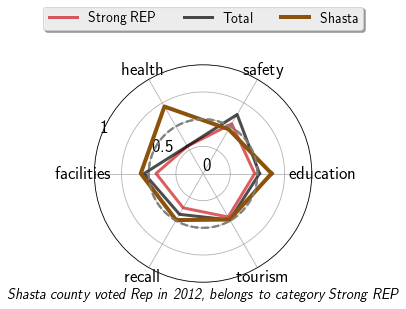 Strong REP Total Shasta
health safety
1
0.5
0
facilities education
recall tourism
Shasta county voted Rep in 2012, belongs to category Strong REP